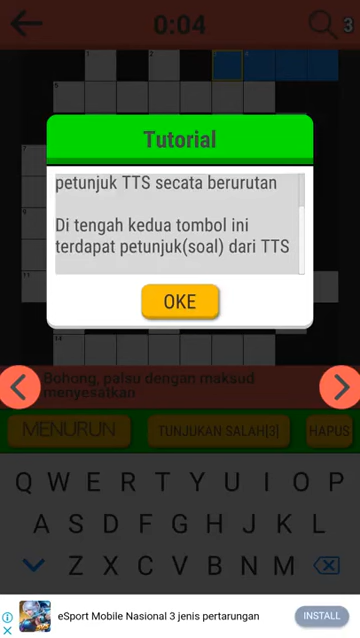 0:04
3
Tutorial
petunjuk TTS secata berurutan
Di tengah kedua tombol ini
terdapat petunjuk(soal) dari TTS
OKE
Bohong, palsu dengan maksud
menyesatkan
MENURUN
TUNJUKAN SALAH[3]
HAPUS
Q W E R T Y U I O P
A S D F G H J K L
Z X C V B N M
eSport Mobile Nasional 3 jenis pertarungan
INSTALL